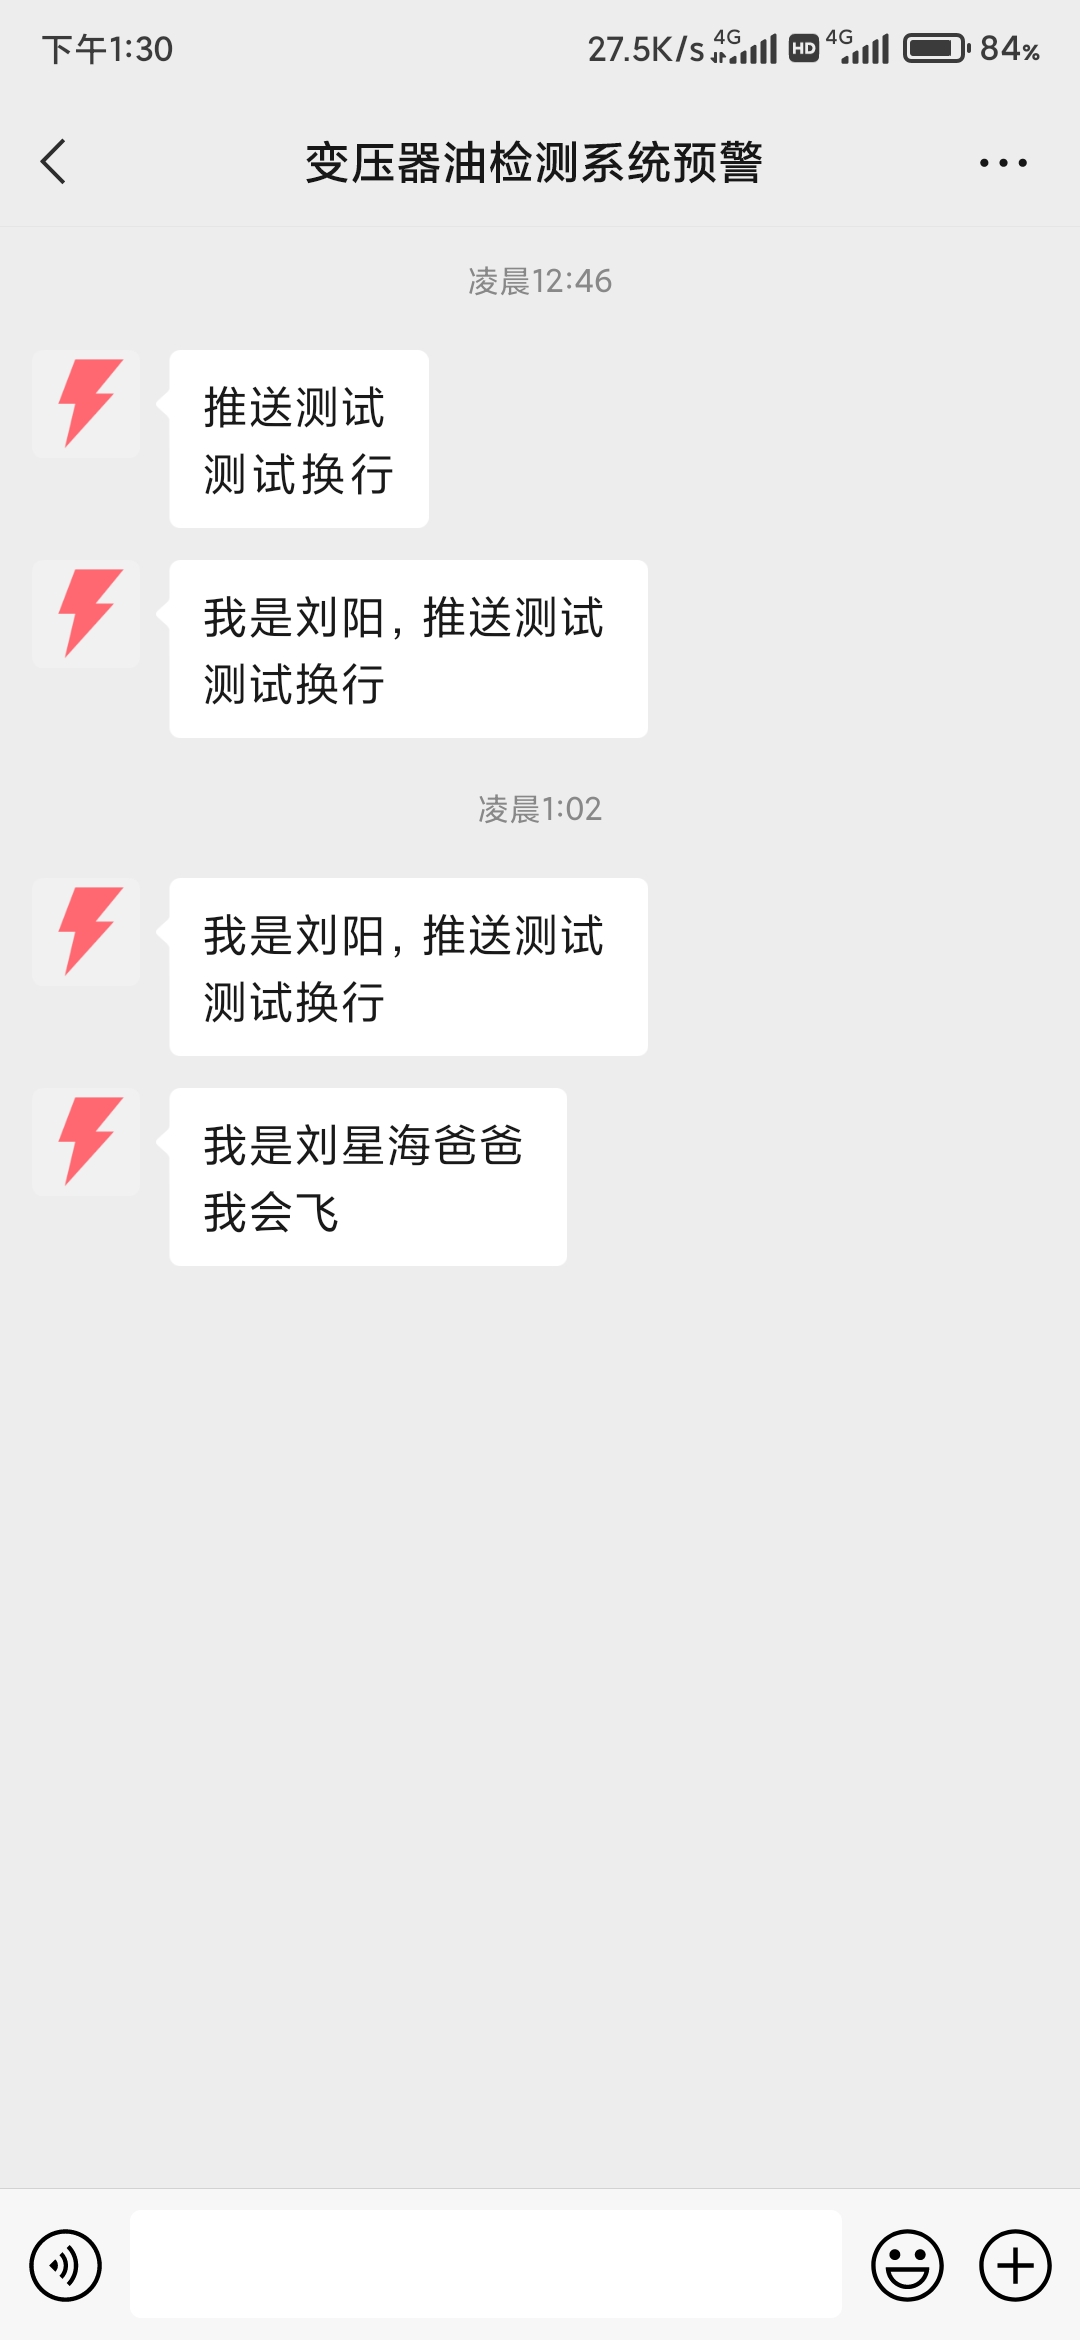 下午1:30
27.5K/s 4G HD 4G 84%
变压器油检测系统预警
凌晨12:46
推送测试
测试换行
我是刘阳, 推送测试
测试换行
凌晨1:02
我是刘阳, 推送测试
测试换行
我是刘星海爸爸
我会飞